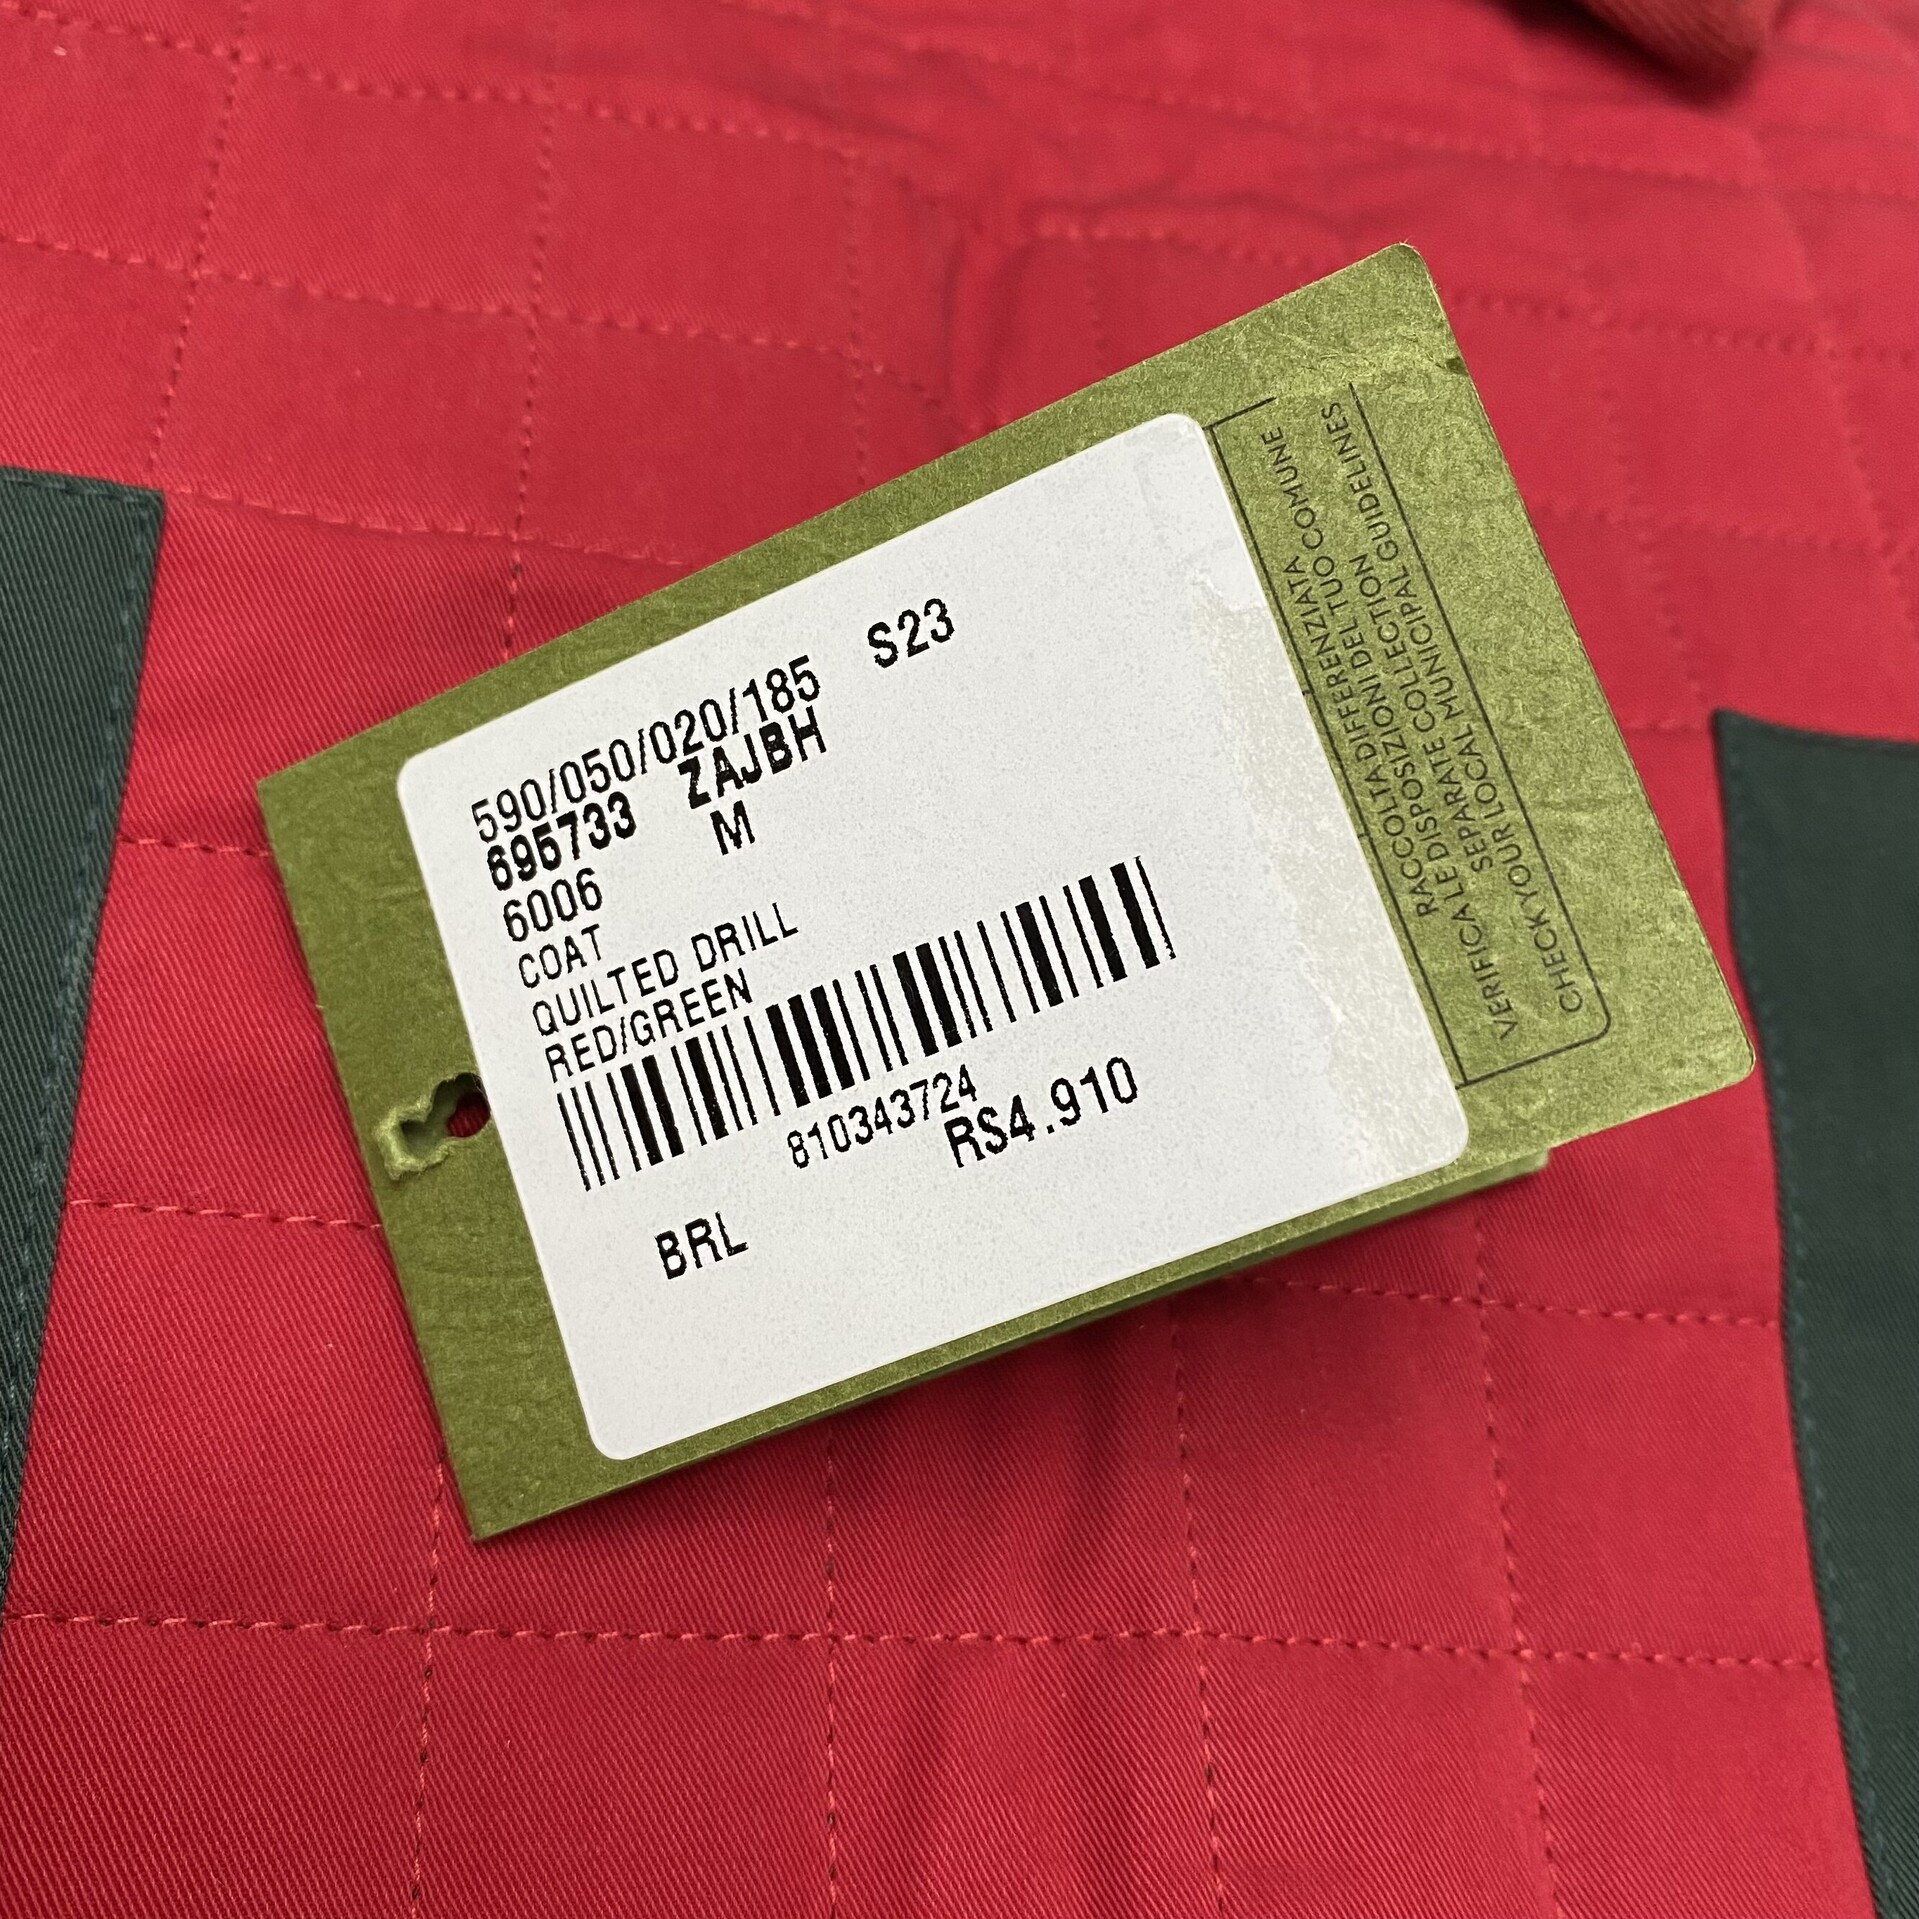 590/050/020/185 S23
695733 ZAJBH
6006 M
COAT
QUILTED DRILL
RED/GREEN
810343724
RS4.910
BRL
RACCOLTA DIFFERENZIATA
VERIFICA LE DISPOSIZIONI DEL TUO COMUNE
SEPARATE COLLECTION
CHECK YOUR LOCAL MUNICIPAL GUIDELINES